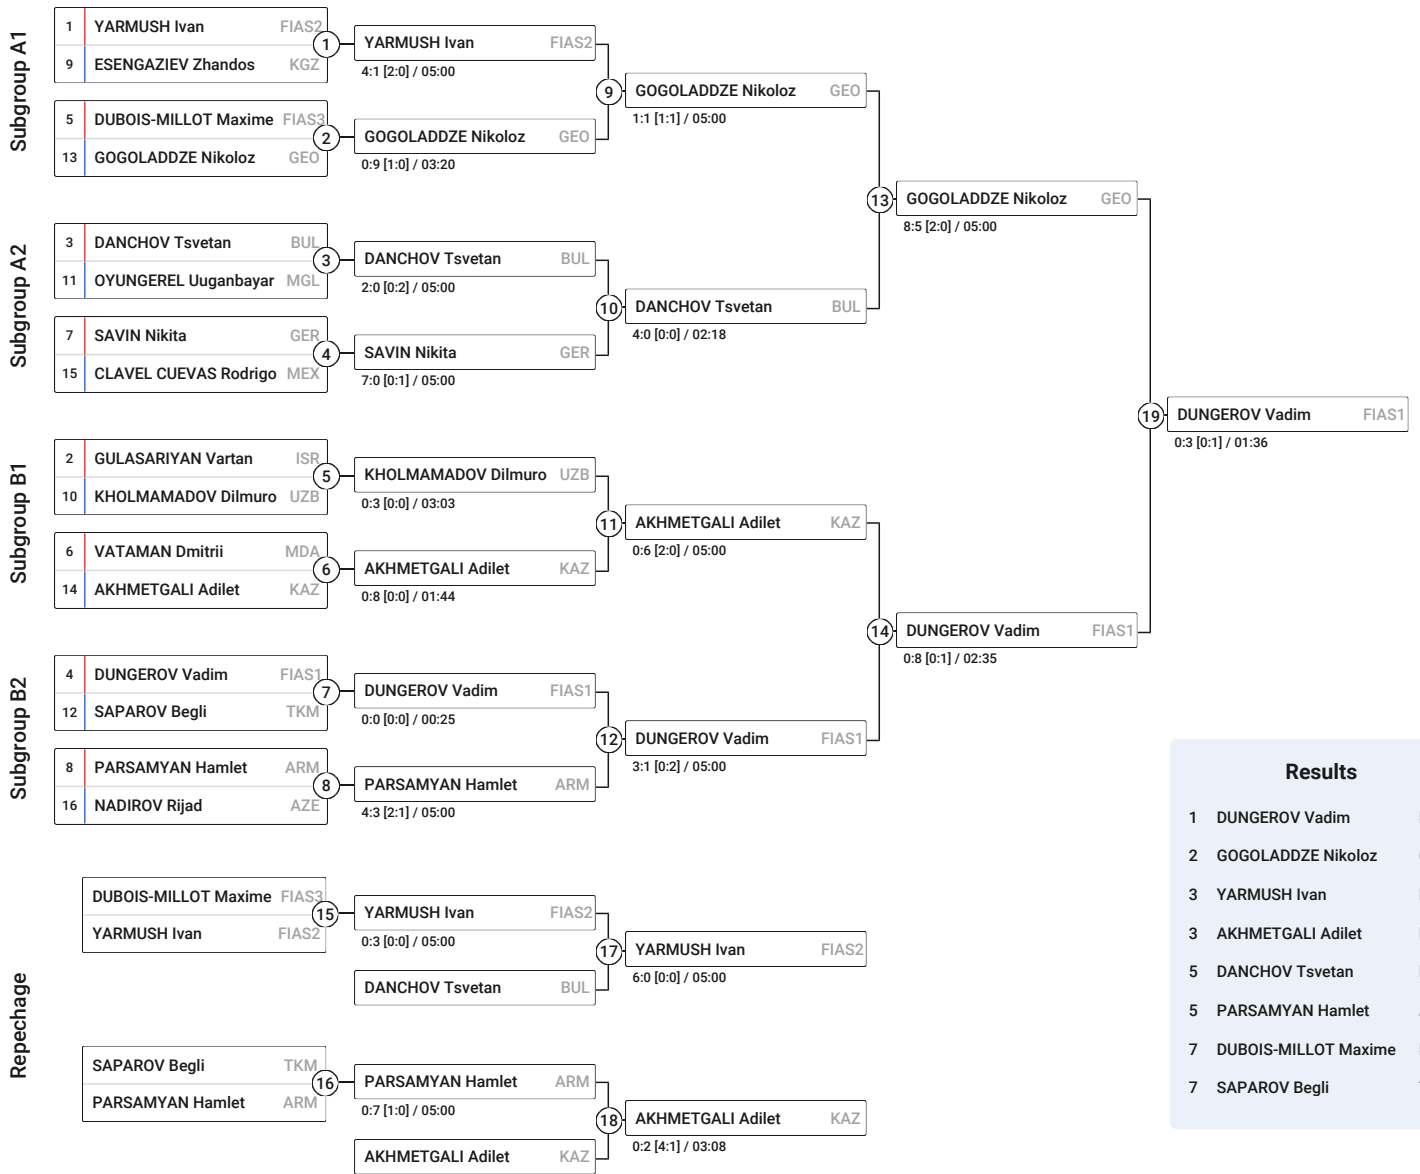 Subgroup A1
1 YARMUSH Ivan FIAS2
9 ESENGAZIEV Zhandos KGZ
1
5 DUBOIS-MILLOT Maxime FIAS3
13 GOGOLADDZE Nikoloz GEO
2
YARMUSH Ivan FIAS2
4:1 [2:0] / 05:00
GOGOLADDZE Nikoloz GEO
0:9 [1:0] / 03:20
9
GOGOLADDZE Nikoloz GEO
1:1 [1:1] / 05:00
Subgroup A2
3 DANCHOV Tsvetan BUL
11 OYUNGEREL Uuganbayar MGL
3
7 SAVIN Nikita GER
15 CLAVEL CUEVAS Rodrigo MEX
4
DANCHOV Tsvetan BUL
2:0 [0:2] / 05:00
SAVIN Nikita GER
7:0 [0:1] / 05:00
10
DANCHOV Tsvetan BUL
4:0 [0:0] / 02:18
13
GOGOLADDZE Nikoloz GEO
8:5 [2:0] / 05:00
Subgroup B1
2 GULASARIYAN Vartan ISR
10 KHOLMAMADOV Dilmuro UZB
5
6 VATAMAN Dmitrii MDA
14 AKHMETGALI Adilet KAZ
6
KHOLMAMADOV Dilmuro UZB
0:3 [0:0] / 03:03
AKHMETGALI Adilet KAZ
0:8 [0:0] / 01:44
11
AKHMETGALI Adilet KAZ
0:6 [2:0] / 05:00
Subgroup B2
4 DUNGEROV Vadim FIAS1
12 SAPAROV Begli TKM
7
8 PARSAMYAN Hamlet ARM
16 NADIROV Rijad AZE
8
DUNGEROV Vadim FIAS1
0:0 [0:0] / 00:25
PARSAMYAN Hamlet ARM
4:3 [2:1] / 05:00
12
DUNGEROV Vadim FIAS1
3:1 [0:2] / 05:00
14
DUNGEROV Vadim FIAS1
0:8 [0:1] / 02:35
19
DUNGEROV Vadim FIAS1
0:3 [0:1] / 01:36
Repechage
DUBOIS-MILLOT Maxime FIAS3
YARMUSH Ivan FIAS2
15
YARMUSH Ivan FIAS2
0:3 [0:0] / 05:00
DANCHOV Tsvetan BUL
17
YARMUSH Ivan FIAS2
6:0 [0:0] / 05:00
SAPAROV Begli TKM
PARSAMYAN Hamlet ARM
16
PARSAMYAN Hamlet ARM
0:7 [1:0] / 05:00
AKHMETGALI Adilet KAZ
18
AKHMETGALI Adilet KAZ
0:2 [4:1] / 03:08
Results
1 DUNGEROV Vadim
2 GOGOLADDZE Nikoloz
3 YARMUSH Ivan
3 AKHMETGALI Adilet
5 DANCHOV Tsvetan
5 PARSAMYAN Hamlet
7 DUBOIS-MILLOT Maxime
7 SAPAROV Begli